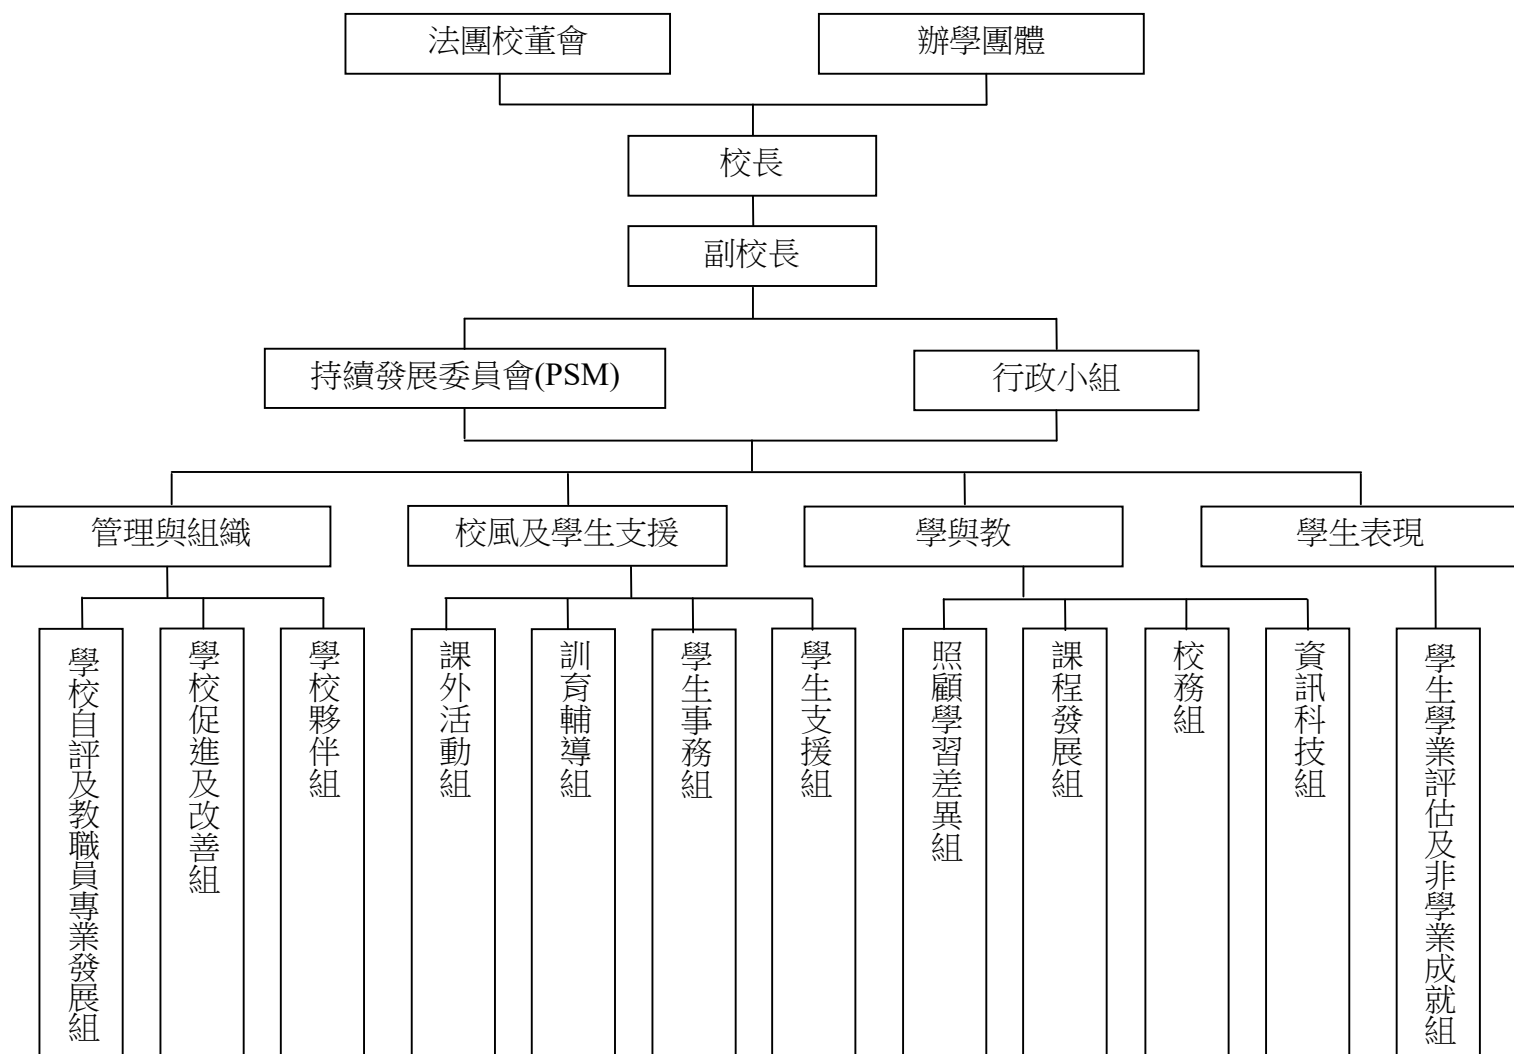 法團校董會
辦學團體
校長
副校長
持續發展委員會(PSM)
行政小組
管理與組織
校風及學生支援
學與教
學生表現
學校自評及教職員專業發展組
學校促進及改善組
學校夥伴組
課外活動組
訓育輔導組
學生事務組
學生支援組
照顧學習差異組
課程發展組
校務組
資訊科技組
學生學業評估及非學業成就組